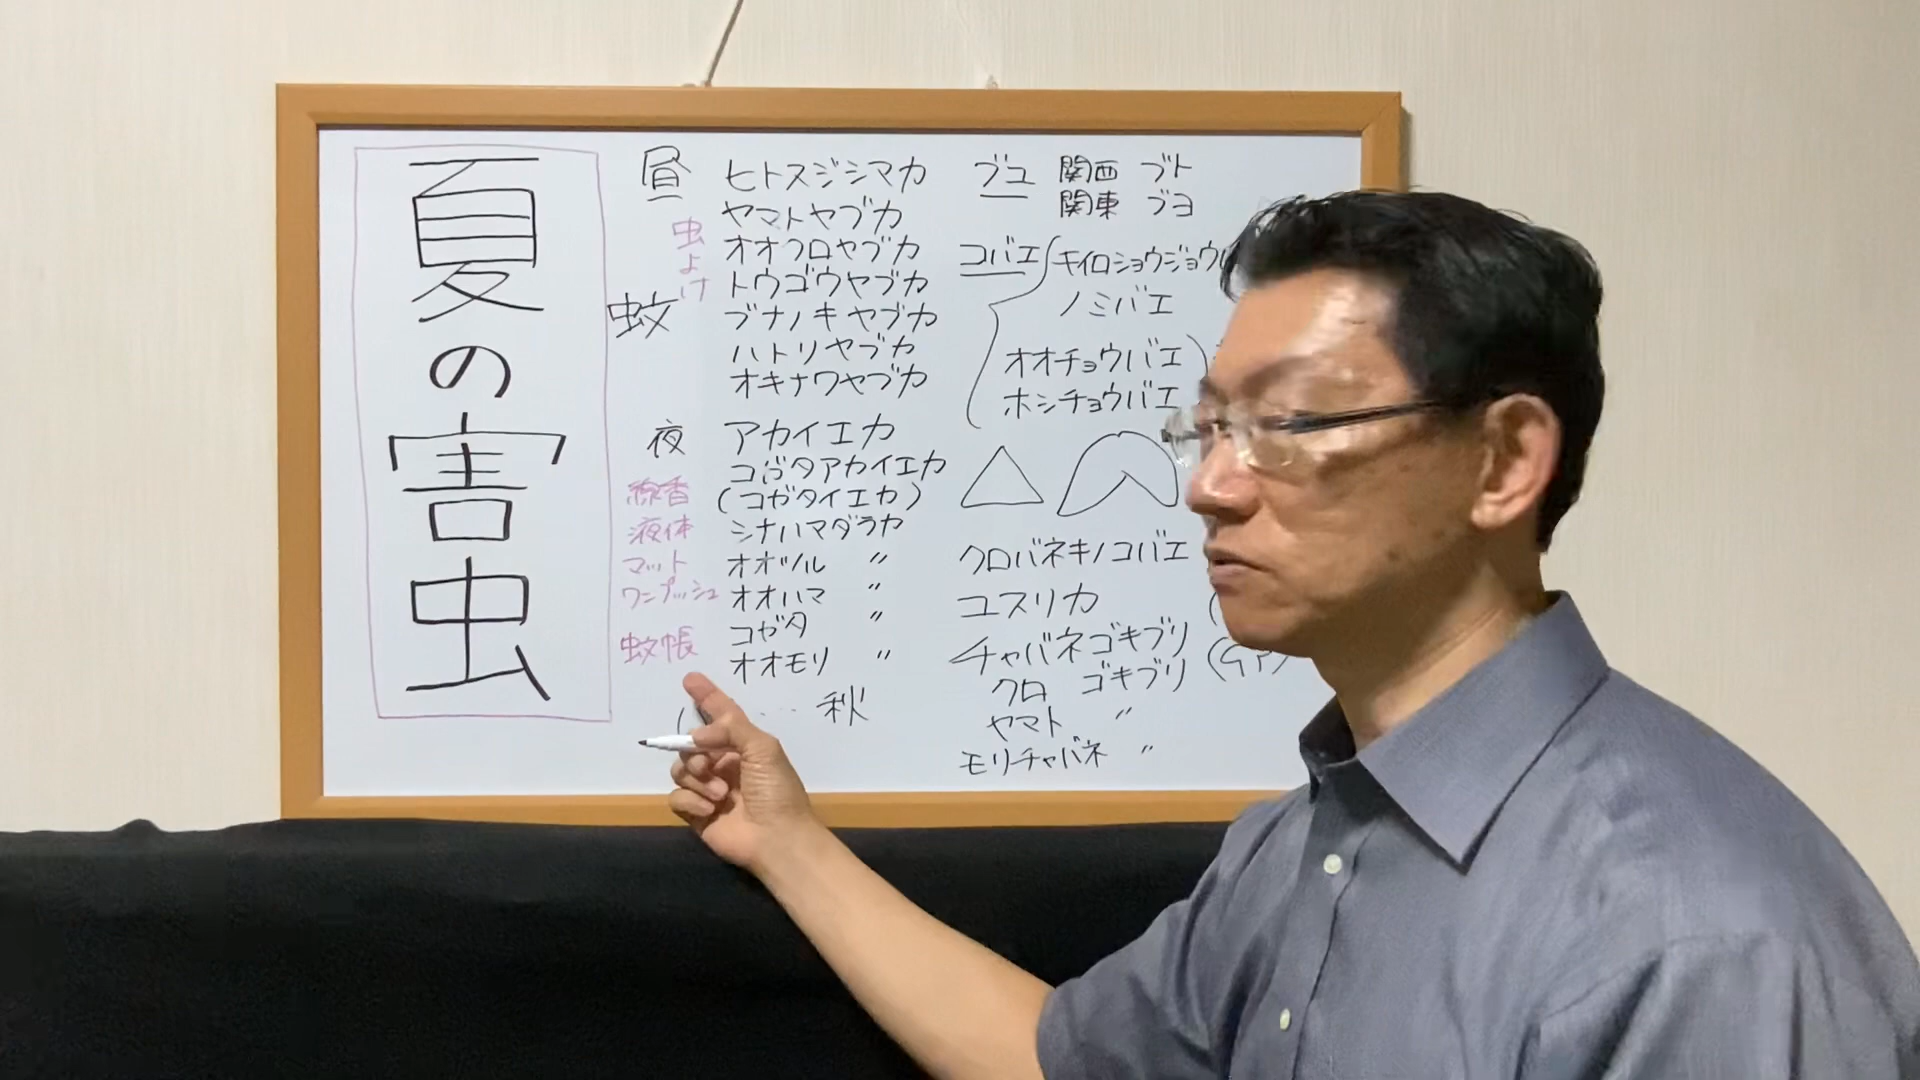 夏の害虫
昼
虫よけ
蚊
ヒトスジシマカ
ヤマトヤブカ
オオクロヤブカ
トウゴウヤブカ
ブナノキヤブカ
ハトリヤブカ
オキナワヤブカ
夜
線香
液体
マット
ワンプッシュ
蚊帳
アカイエカ
コガタアカイエカ
(コガタイエカ)
シナハマダラカ
オオツル 〃
オオハマ 〃
コガタ 〃
オオモリ 〃
秋
ブユ 関西 ブト
関東 ブヨ
コバエ
キイロショウジョウ
ノミバエ
オオチョウバエ
ホシチョウバエ
クロバネキノコバエ
ユスリカ
チャバネゴキブリ
クロ ゴキブリ
ヤマト 〃
モリチャバネ 〃